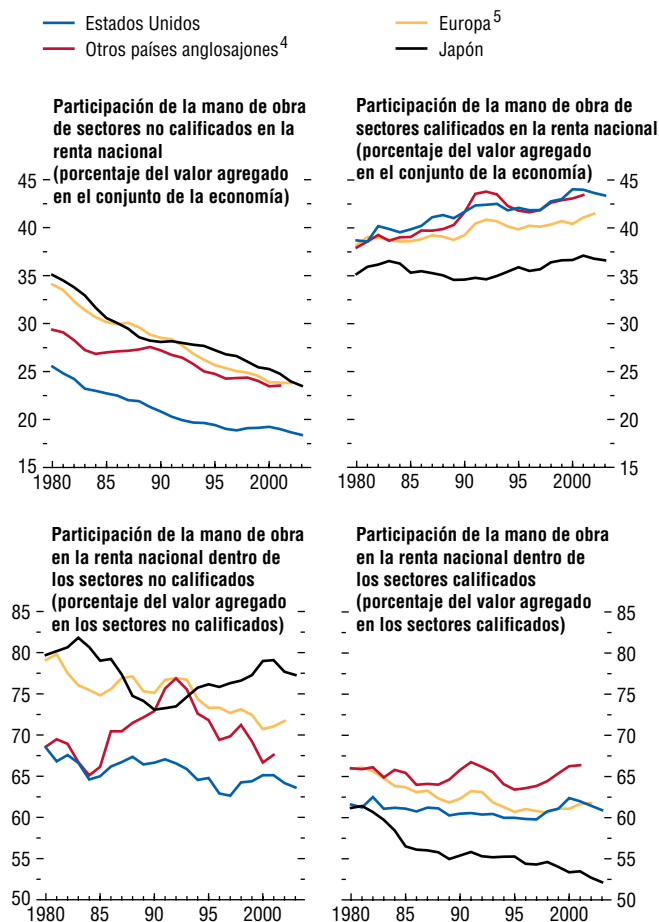 Estados Unidos
Otros países anglosajones4
Europa5
Japón
Participación de la mano de obra
de sectores no calificados en la
renta nacional
(porcentaje del valor agregado
en el conjunto de la economía)
45
40
35
30
25
20
15
1980 85 90 95 2000
Participación de la mano de obra de
sectores calificados en la renta nacional
(porcentaje del valor agregado
en el conjunto de la economía)
45
40
35
30
25
20
15
1980 85 90 95 2000
Participación de la mano de obra
en la renta nacional dentro de
los sectores no calificados
(porcentaje del valor agregado
en los sectores no calificados)
85
80
75
70
65
60
55
50
1980 85 90 95 2000
Participación de la mano de obra
en la renta nacional dentro de
los sectores calificados
(porcentaje del valor agregado
en los sectores calificados)
85
80
75
70
65
60
55
50
1980 85 90 95 2000